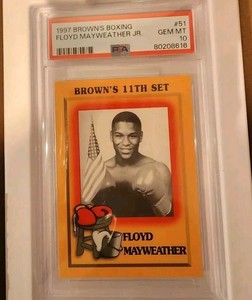 1997 BROWN'S BOXING #51
FLOYD MAYWEATHER JR. GEM MT
PSA 10
80208616
BROWN'S 11TH SET
FLOYD
MAYWEATHER